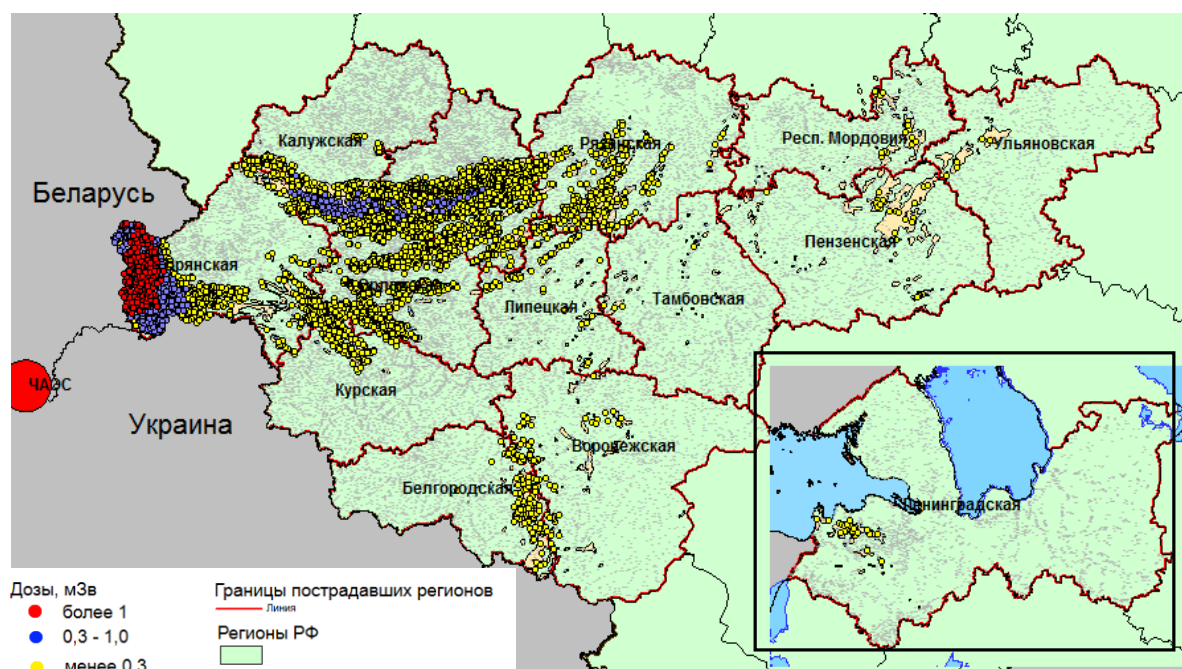 Калужская
Рязанская
Респ. Мордовия
Ульяновская
Беларусь
Брянская
Пензенская
Орловская
Липецкая
Тамбовская
ЧАЭС
Курская
Украина
Воронежская
Белгородская
Ленинградская
Дозы, мЗв
Границы пострадавших регионов
более 1
Линия
0,3 - 1,0
Регионы РФ
менее 0,3